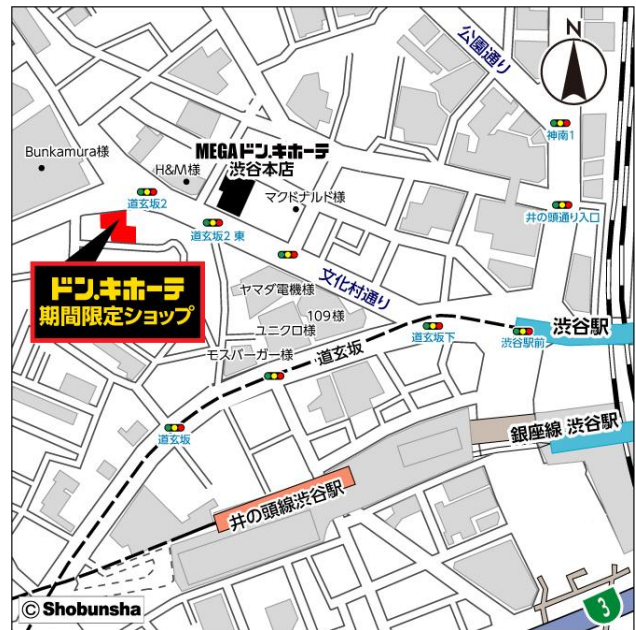 公園通り
N
神南1
MEGAドン.キホーテ
渋谷本店
Bunkamura様
H&M様
マクドナルド様
道玄坂2
道玄坂2 東
井の頭通り入口
ドン.キホーテ
期間限定ショップ
ヤマダ電機様
文化村通り
109様
ユニクロ様
モスバーガー様
道玄坂
道玄坂下
渋谷駅前
渋谷駅
道玄坂
銀座線 渋谷駅
井の頭線渋谷駅
3
© Shobunsha